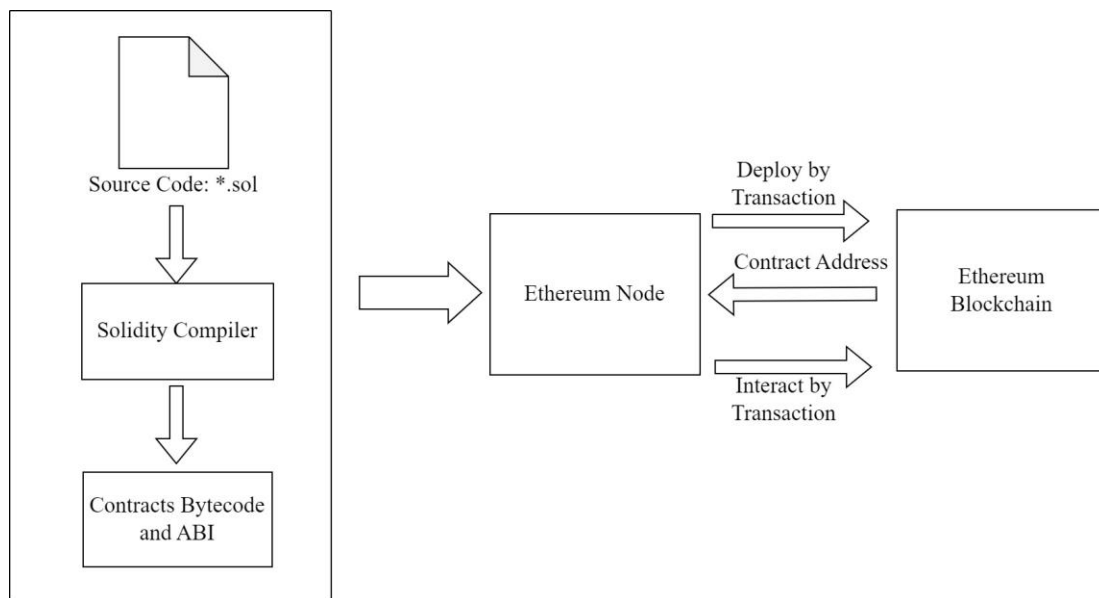 Source Code: *.sol
Solidity Compiler
Contracts Bytecode
and ABI
Ethereum Node
Deploy by
Transaction
Contract Address
Interact by
Transaction
Ethereum
Blockchain